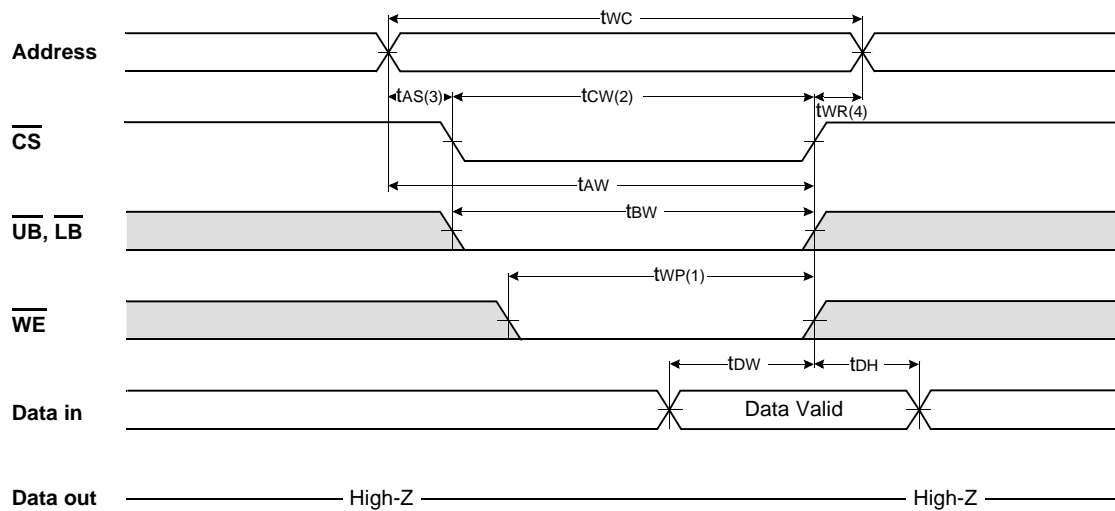 tWC
Address
tAS(3) tCW(2) tWR(4)
CS
tAW
UB, LB
tBW
WE
tWP(1)
tDW tDH
Data in
Data Valid
Data out
High-Z High-Z